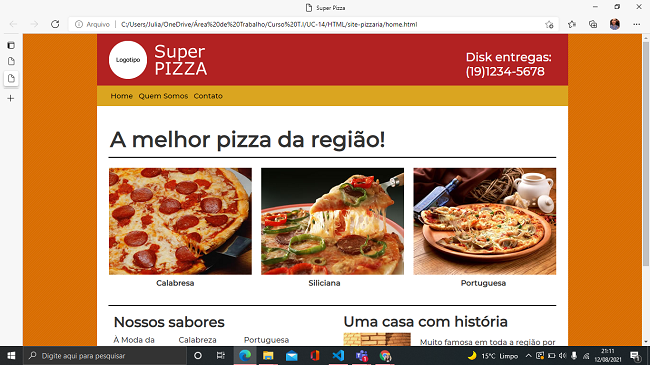 Super Pizza
Arquivo | C:/Users/Julia/OneDrive/Área%20de%20Trabalho/Curso%20T.I/UC-14/HTML/site-pizzaria/home.html
Logotipo
Super
PIZZA
Disk entregas:
(19)1234-5678
Home Quem Somos Contato
A melhor pizza da região!
Calabresa Siliciana Portuguesa
Nossos sabores
À Moda da Calabreza Portuguesa
Uma casa com história
Muito famosa em toda a região por
Digite aqui para pesquisar
15°C Limpo
21:11
12/08/2021